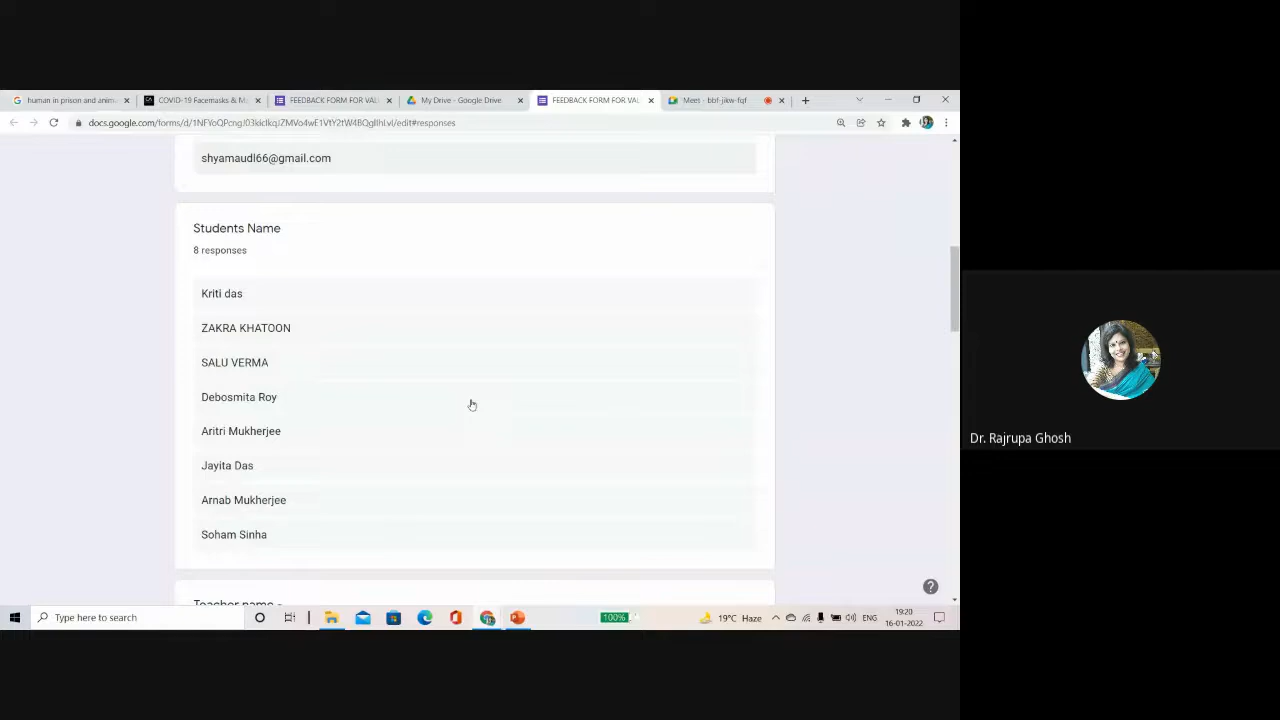 human in prison and anim
COVID-19 Facemasks & M
FEEDBACK FORM FOR VAL
My Drive - Google Drive
FEEDBACK FORM FOR VAL
Meet - bbf-jikw-fqf
shyamaudl66@gmail.com
Students Name
8 responses
Kriti das
ZAKRA KHATOON
SALU VERMA
Debosmita Roy
Aritri Mukherjee
Jayita Das
Arnab Mukherjee
Soham Sinha
Teacher name
Dr. Rajrupa Ghosh
Type here to search
100%
19°C Haze
ENG
19:20
16-01-2022